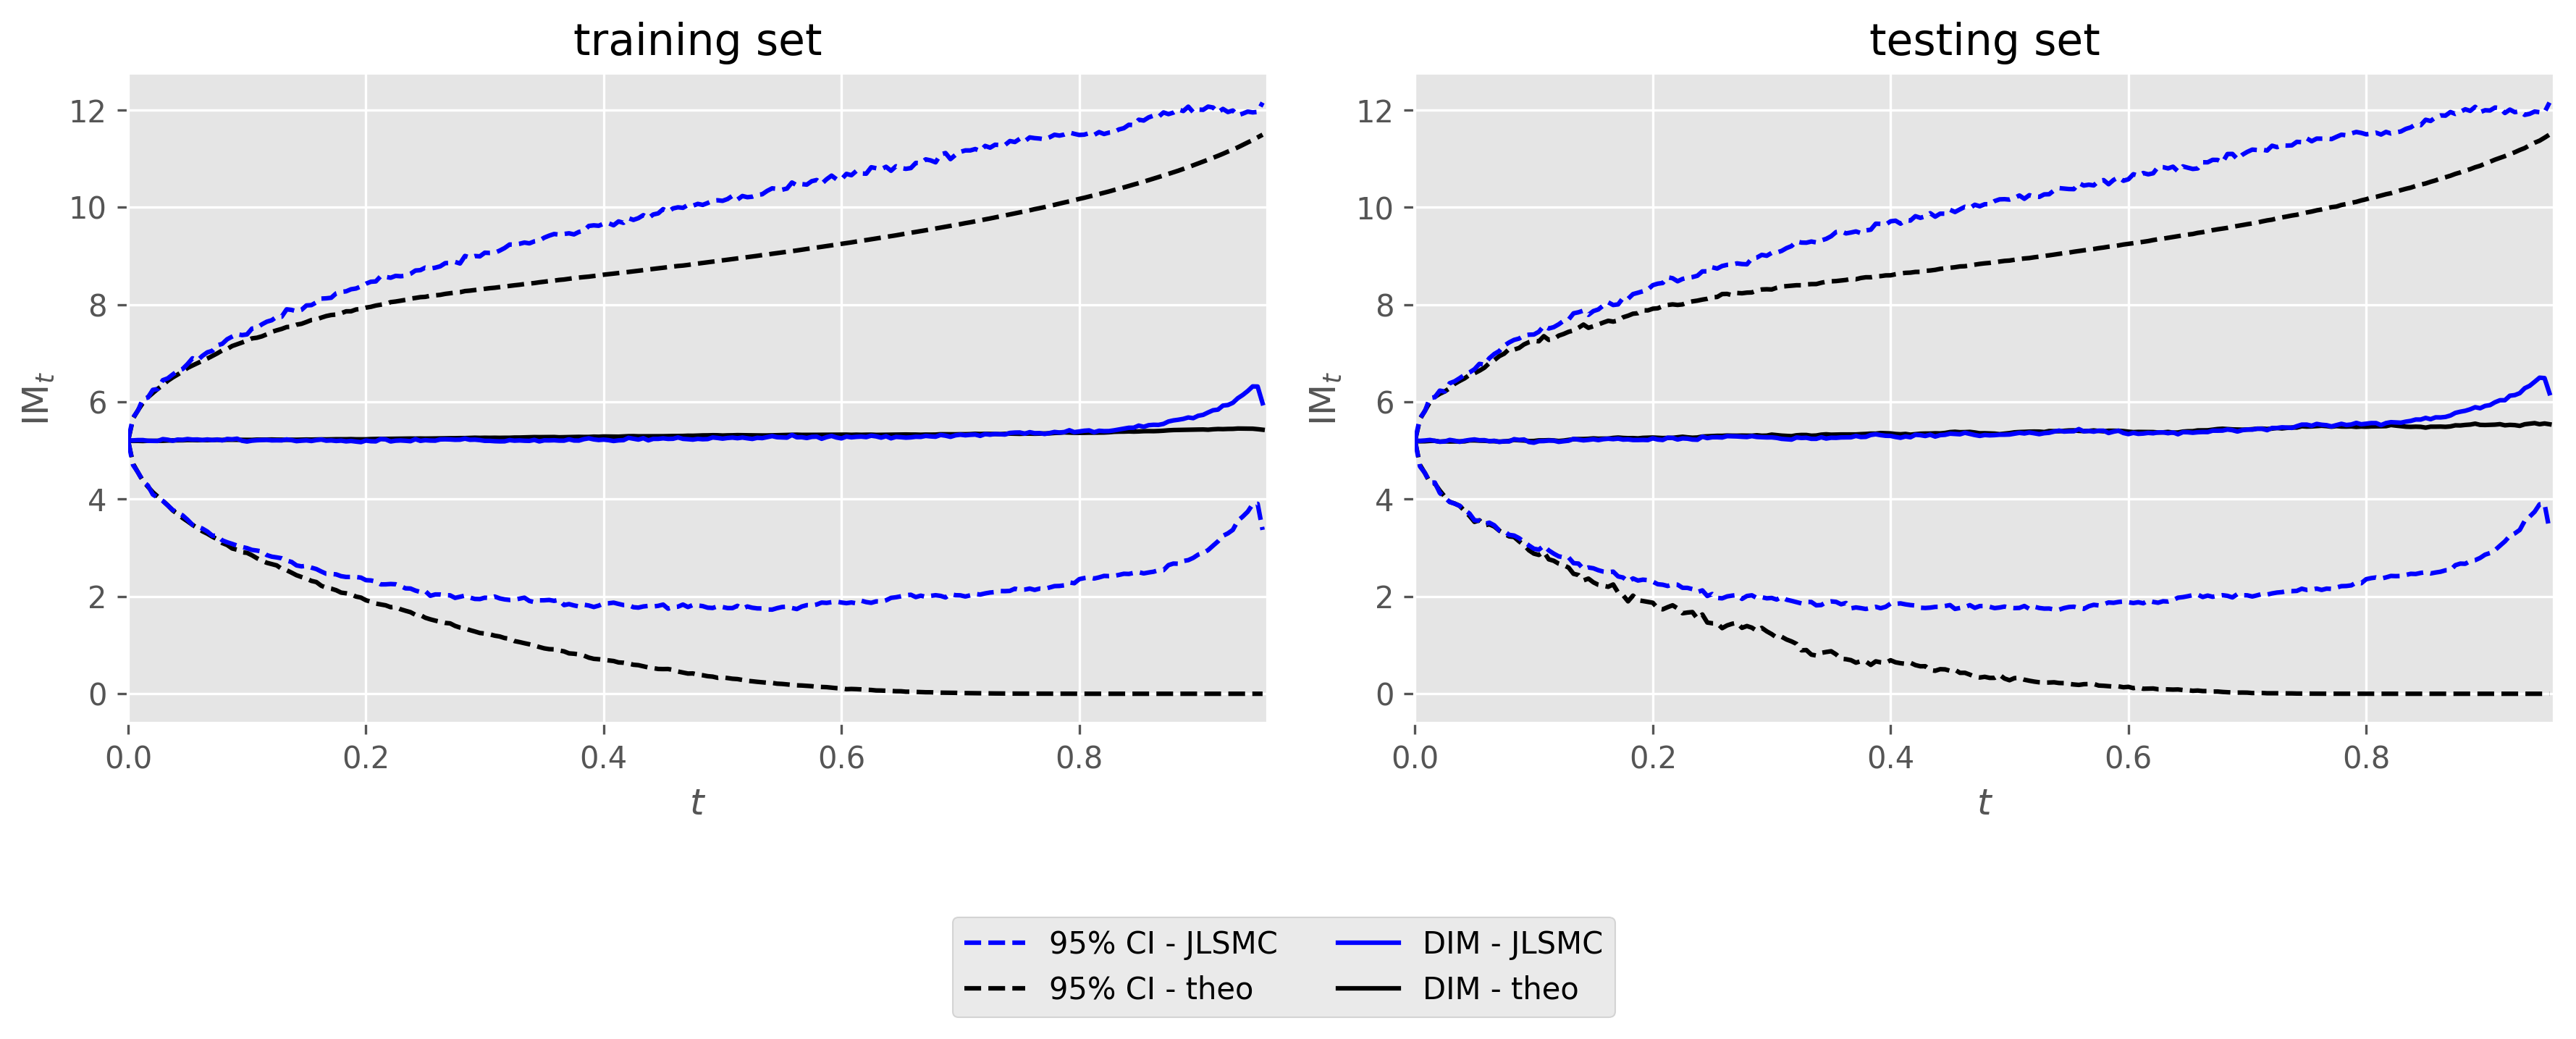 training set
testing set
12
10
8
6
4
2
0
IM_t
0.0 0.2 0.4 0.6 0.8
t
12
10
8
6
4
2
0
IM_t
0.0 0.2 0.4 0.6 0.8
t
95% CI - JLSMC
95% CI - theo
DIM - JLSMC
DIM - theo